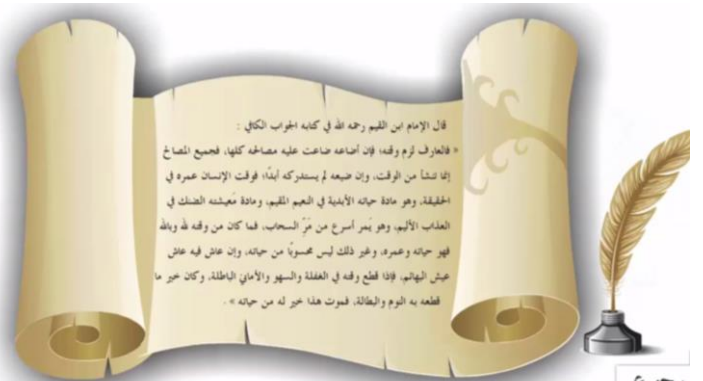 قال الإمام ابن القيم رحمه الله في كتابه الجواب الكافي :
« فالعارف لزم وقته؛ فإن أضاعه ضاعت عليه مصالحه كلها، فجميع المصالح
إنما تنشأ من الوقت، وإن ضيعه لم يستدركه أبدًا؛ فوقت الإنسان عمره في
الحقيقة، وهو مادة حياته الأبدية في النعيم المقيم، ومادة مَعيشته الضنك في
العذاب الأليم، وهو يَمر أسرع من مَرِّ السحاب، فما كان من وقته لله وبالله
فهو حياته وعمره، وغير ذلك ليس محسوبًا من حياته، وإن عاش فيه عاش
عيش البهائم، فإذا قطع وقته في الغفلة والسهو والأماني الباطلة، وكان خير ما
قطعه به النوم والبطالة، فموت هذا خير له من حياته » .